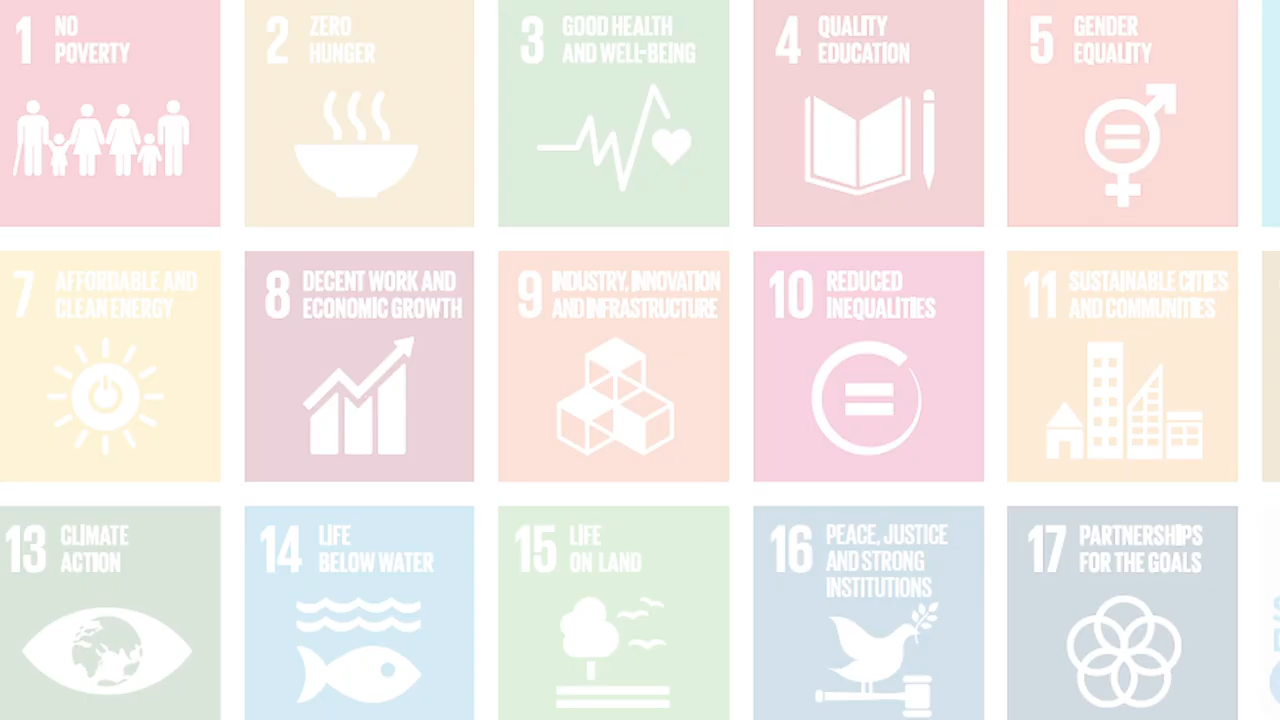 1 NO
POVERTY
2 ZERO
HUNGER
3 GOOD HEALTH
AND WELL-BEING
4 QUALITY
EDUCATION
5 GENDER
EQUALITY
7 AFFORDABLE AND
CLEAN ENERGY
8 DECENT WORK AND
ECONOMIC GROWTH
9 INDUSTRY, INNOVATION
AND INFRASTRUCTURE
10 REDUCED
INEQUALITIES
11 SUSTAINABLE CITIES
AND COMMUNITIES
13 CLIMATE
ACTION
14 LIFE
BELOW WATER
15 LIFE
ON LAND
16 PEACE, JUSTICE
AND STRONG
INSTITUTIONS
17 PARTNERSHIPS
FOR THE GOALS